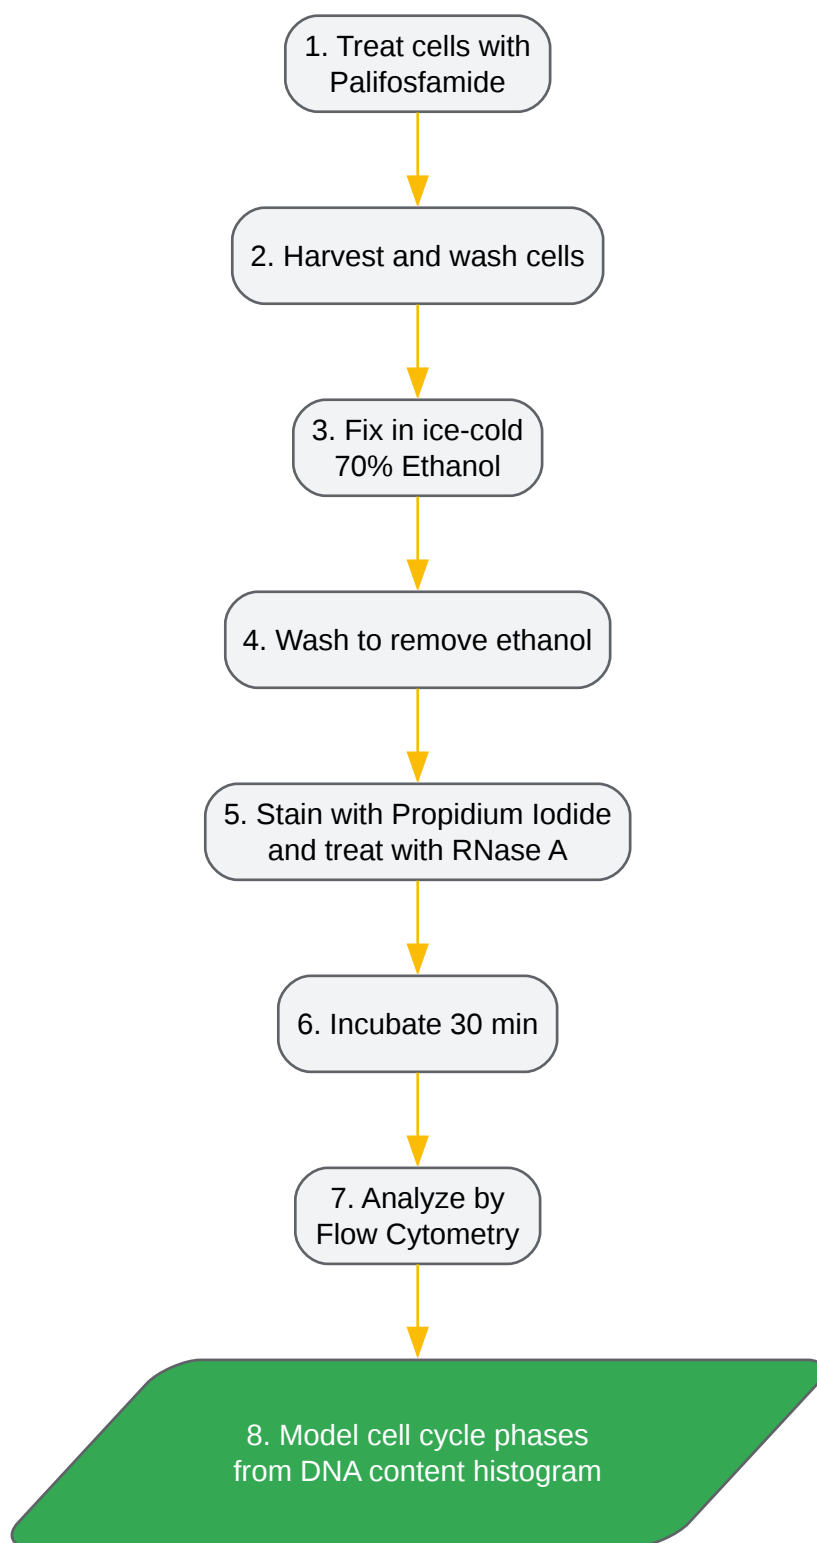 1. Treat cells with
Palifosfamide
2. Harvest and wash cells
3. Fix in ice-cold
70% Ethanol
4. Wash to remove ethanol
5. Stain with Propidium Iodide
and treat with RNase A
6. Incubate 30 min
7. Analyze by
Flow Cytometry
8. Model cell cycle phases
from DNA content histogram